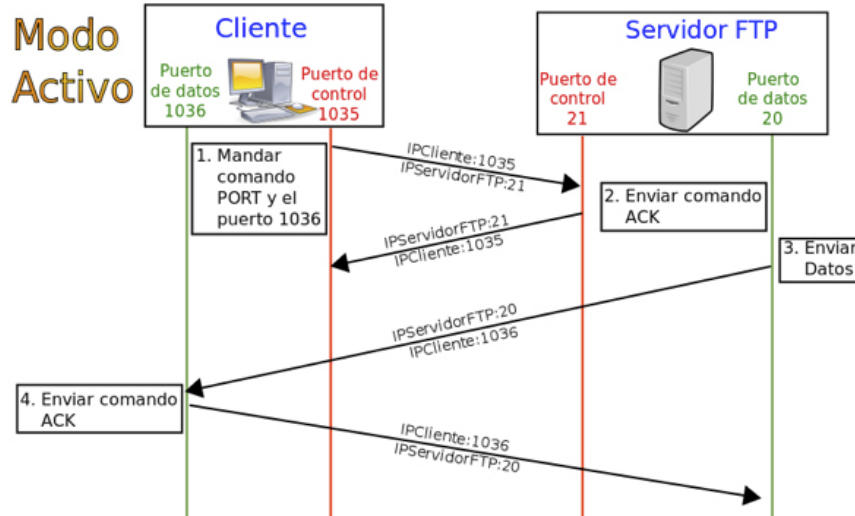 Modo
Activo
Cliente
Puerto
de datos
1036
Puerto de
control
1035
Servidor FTP
Puerto de
control
21
Puerto
de datos
20
1. Mandar
comando
PORT y el
puerto 1036
IPCliente:1035
IPServidorFTP:21
2. Enviar comando
ACK
IPServidorFTP:21
IPCliente:1035
3. Enviar
Datos
IPServidorFTP:20
IPCliente:1036
4. Enviar comando
ACK
IPCliente:1036
IPServidorFTP:20